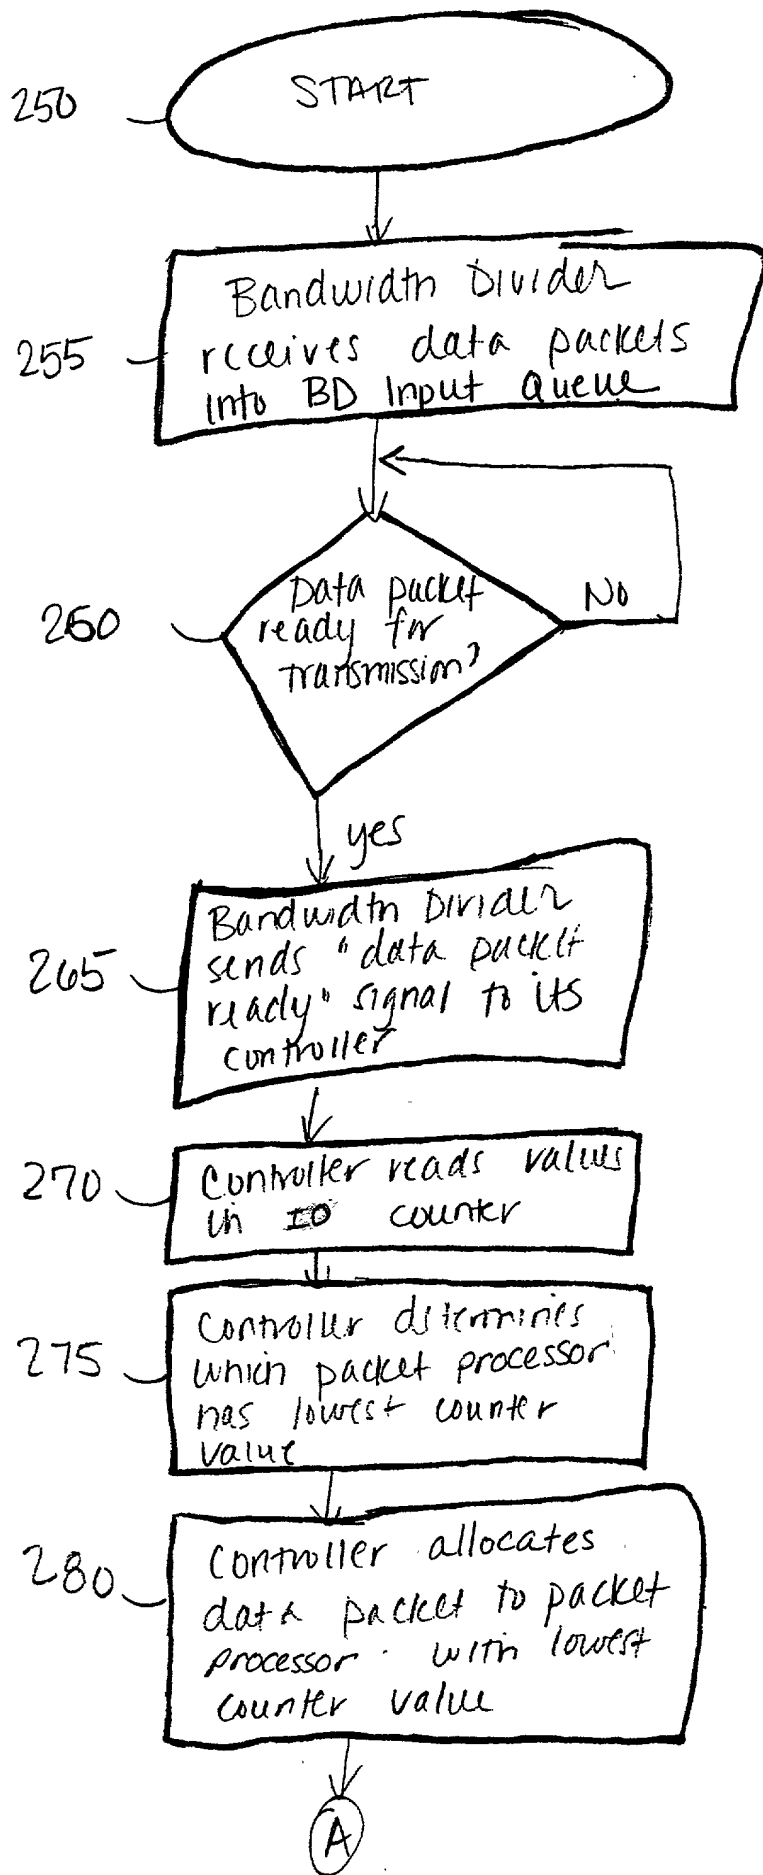 250
START
255
Bandwidth Divider
receives data packets
into BD Input Queue
260
Data packet
ready for
transmission?
No
yes
265
Bandwidth Divider
sends "data packet
ready" signal to its
controller
270
Controller reads values
in IO counter
275
Controller determines
which packet processor
has lowest counter
value
280
Controller allocates
data packet to packet
processor with lowest
counter value
A